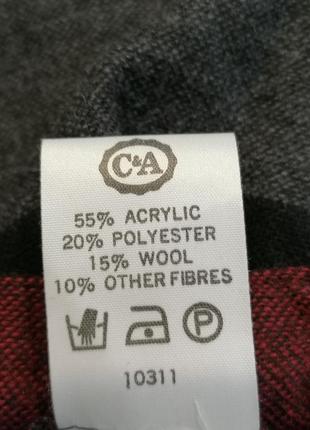 C&A
55% ACRYLIC
20% POLYESTER
15% WOOL
10% OTHER FIBRES
P
10311